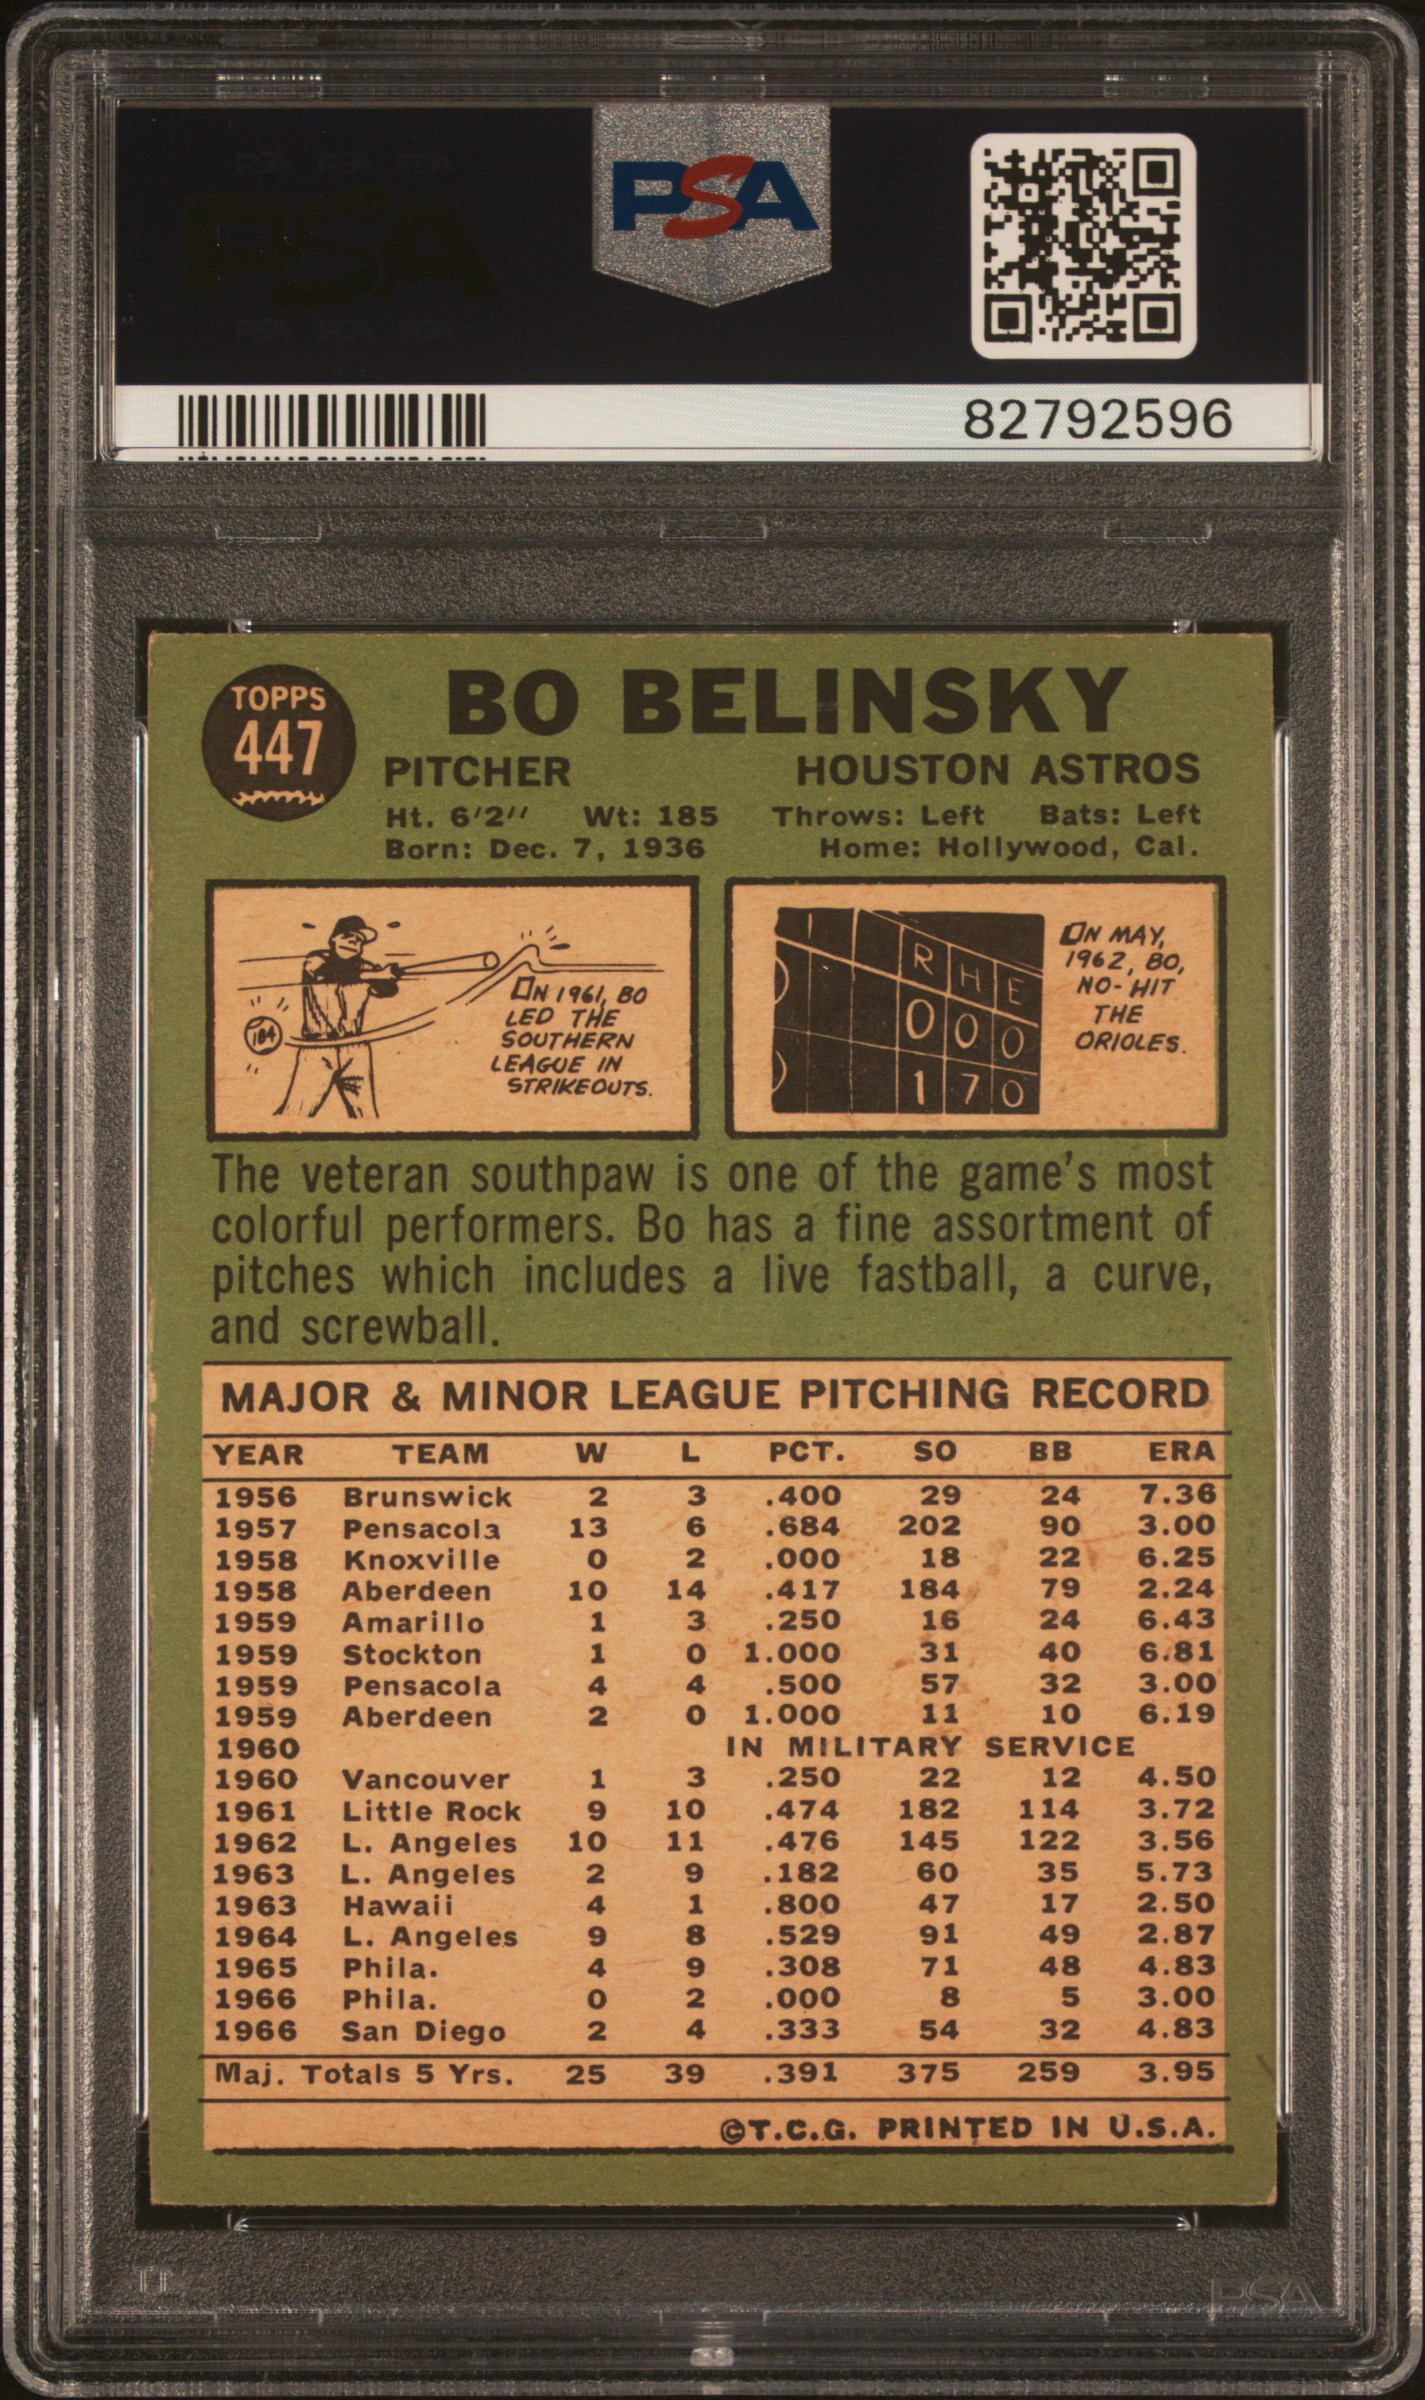 PSA
82792596
TOPPS
447
BO BELINSKY
PITCHER HOUSTON ASTROS
Ht. 6'2" Wt: 185 Throws: Left Bats: Left
Born: Dec. 7, 1936 Home: Hollywood, Cal.
184
ON 1961, BO
LED THE
SOUTHERN
LEAGUE IN
STRIKEOUTS.
R H E
0 0 0
1 7 0
ON MAY,
1962, BO,
NO-HIT
THE
ORIOLES.
The veteran southpaw is one of the game's most
colorful performers. Bo has a fine assortment of
pitches which includes a live fastball, a curve,
and screwball.
MAJOR & MINOR LEAGUE PITCHING RECORD
YEAR TEAM W L PCT. SO BB ERA
1956 Brunswick 2 3 .400 29 24 7.36
1957 Pensacola 13 6 .684 202 90 3.00
1958 Knoxville 0 2 .000 18 22 6.25
1958 Aberdeen 10 14 .417 184 79 2.24
1959 Amarillo 1 3 .250 16 24 6.43
1959 Stockton 1 0 1.000 31 40 6.81
1959 Pensacola 4 4 .500 57 32 3.00
1959 Aberdeen 2 0 1.000 11 10 6.19
1960 IN MILITARY SERVICE
1960 Vancouver 1 3 .250 22 12 4.50
1961 Little Rock 9 10 .474 182 114 3.72
1962 L. Angeles 10 11 .476 145 122 3.56
1963 L. Angeles 2 9 .182 60 35 5.73
1963 Hawaii 4 1 .800 47 17 2.50
1964 L. Angeles 9 8 .529 91 49 2.87
1965 Phila. 4 9 .308 71 48 4.83
1966 Phila. 0 2 .000 8 5 3.00
1966 San Diego 2 4 .333 54 32 4.83
Maj. Totals 5 Yrs. 25 39 .391 375 259 3.95
©T.C.G. PRINTED IN U.S.A.
PSA